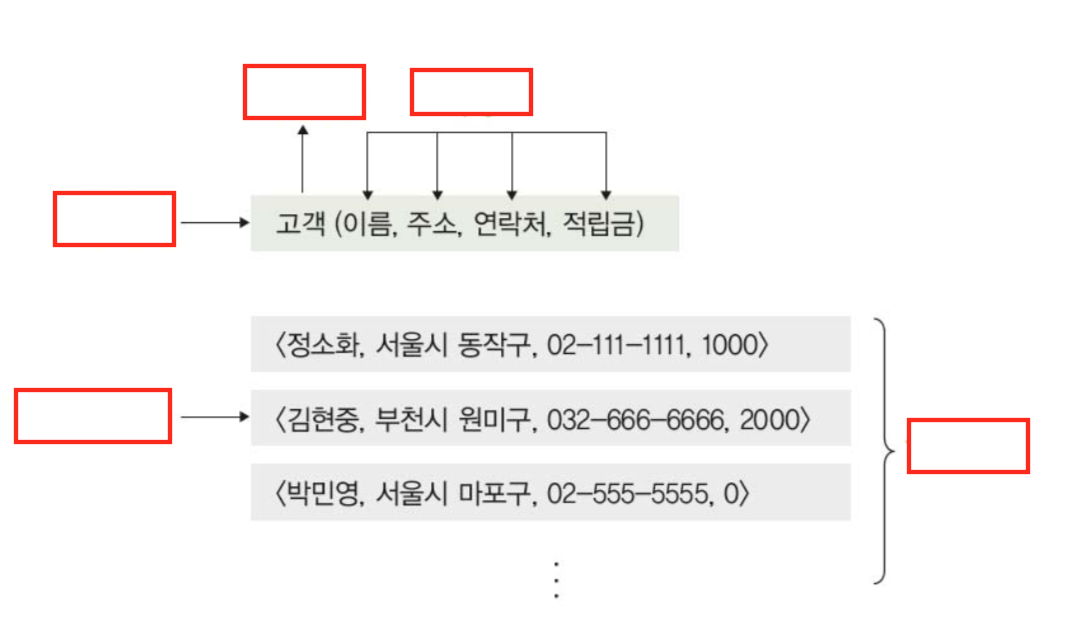 고객 (이름, 주소, 연락처, 적립금)
〈정소화, 서울시 동작구, 02-111-1111, 1000〉
〈김현중, 부천시 원미구, 032-666-6666, 2000〉
〈박민영, 서울시 마포구, 02-555-5555, 0〉
⋮